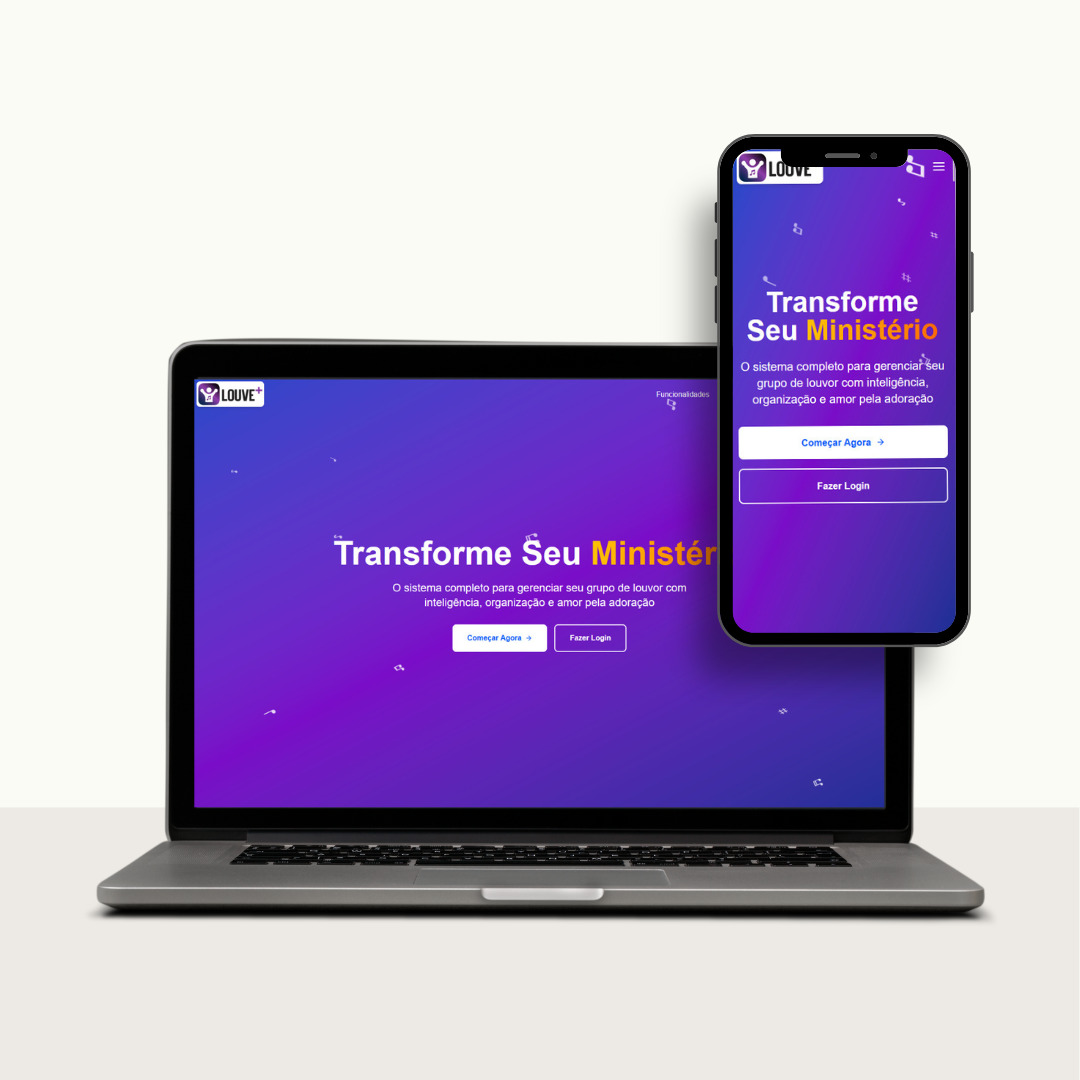 LOUVE+
Funcionalidades
Transforme Seu Ministér
O sistema completo para gerenciar seu grupo de louvor com
inteligência, organização e amor pela adoração
Começar Agora →
Fazer Login
LOUVE
Transforme
Seu Ministério
O sistema completo para gerenciar seu
grupo de louvor com inteligência,
organização e amor pela adoração
Começar Agora →
Fazer Login